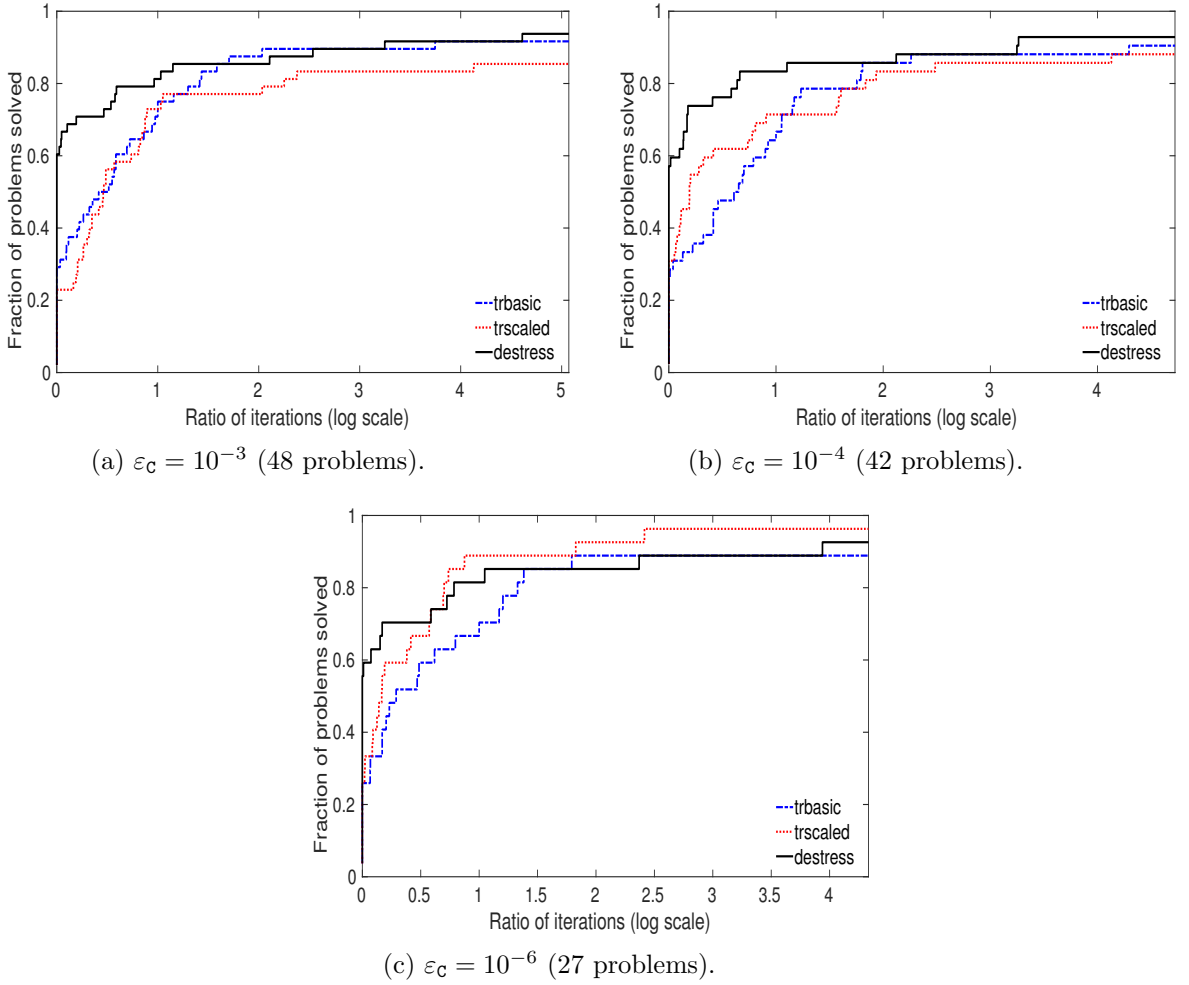 Fraction of problems solved
1
0.8
0.6
0.4
0.2
0
0 1 2 3 4 5
Ratio of iterations (log scale)
trbasic
trscaled
destress
(a) ε_C = 10^{-3} (48 problems).
Fraction of problems solved
1
0.8
0.6
0.4
0.2
0
0 1 2 3 4
Ratio of iterations (log scale)
trbasic
trscaled
destress
(b) ε_C = 10^{-4} (42 problems).
Fraction of problems solved
1
0.8
0.6
0.4
0.2
0
0 0.5 1 1.5 2 2.5 3 3.5 4
Ratio of iterations (log scale)
trbasic
trscaled
destress
(c) ε_C = 10^{-6} (27 problems).